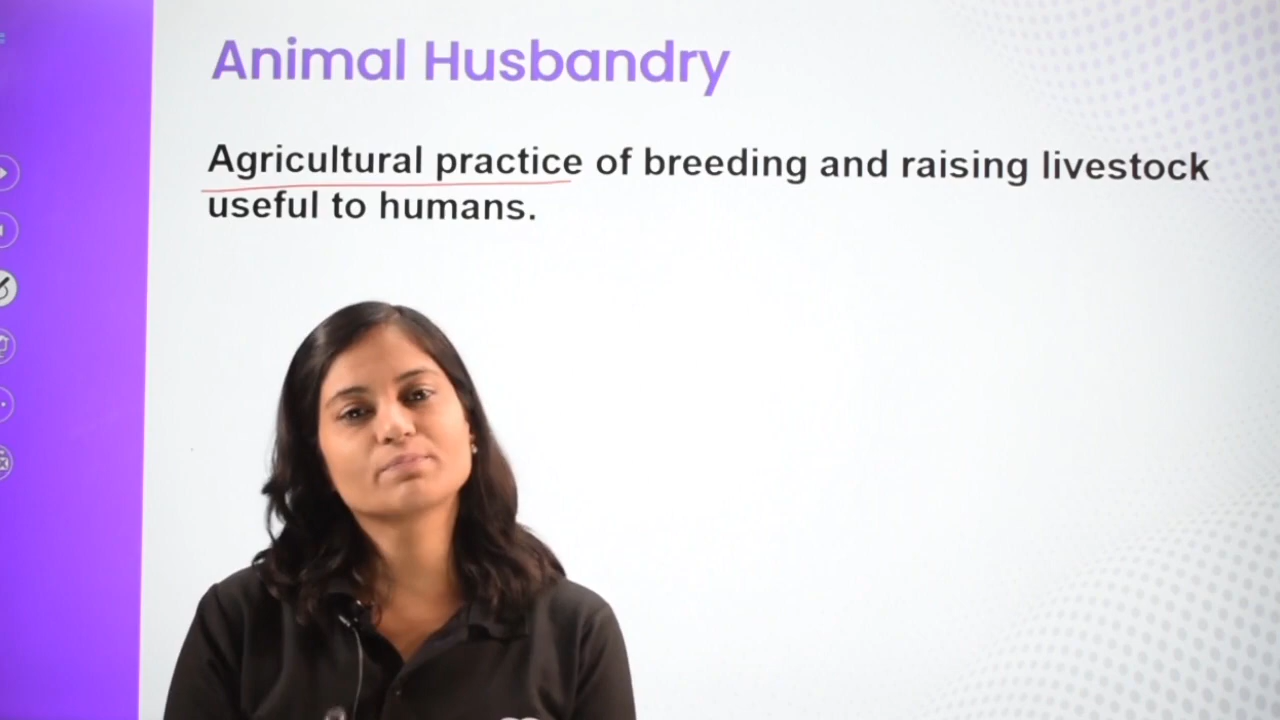 Animal Husbandry
Agricultural practice of breeding and raising livestock
useful to humans.